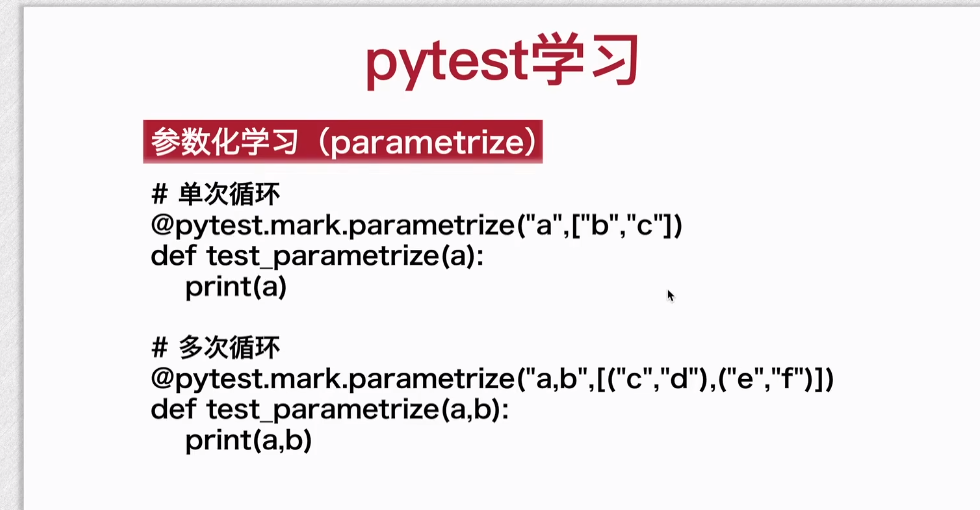 pytest学习
参数化学习（parametrize）
# 单次循环
@pytest.mark.parametrize("a",["b","c"])
def test_parametrize(a):
    print(a)
# 多次循环
@pytest.mark.parametrize("a,b",[("c","d"),("e","f")])
def test_parametrize(a,b):
    print(a,b)